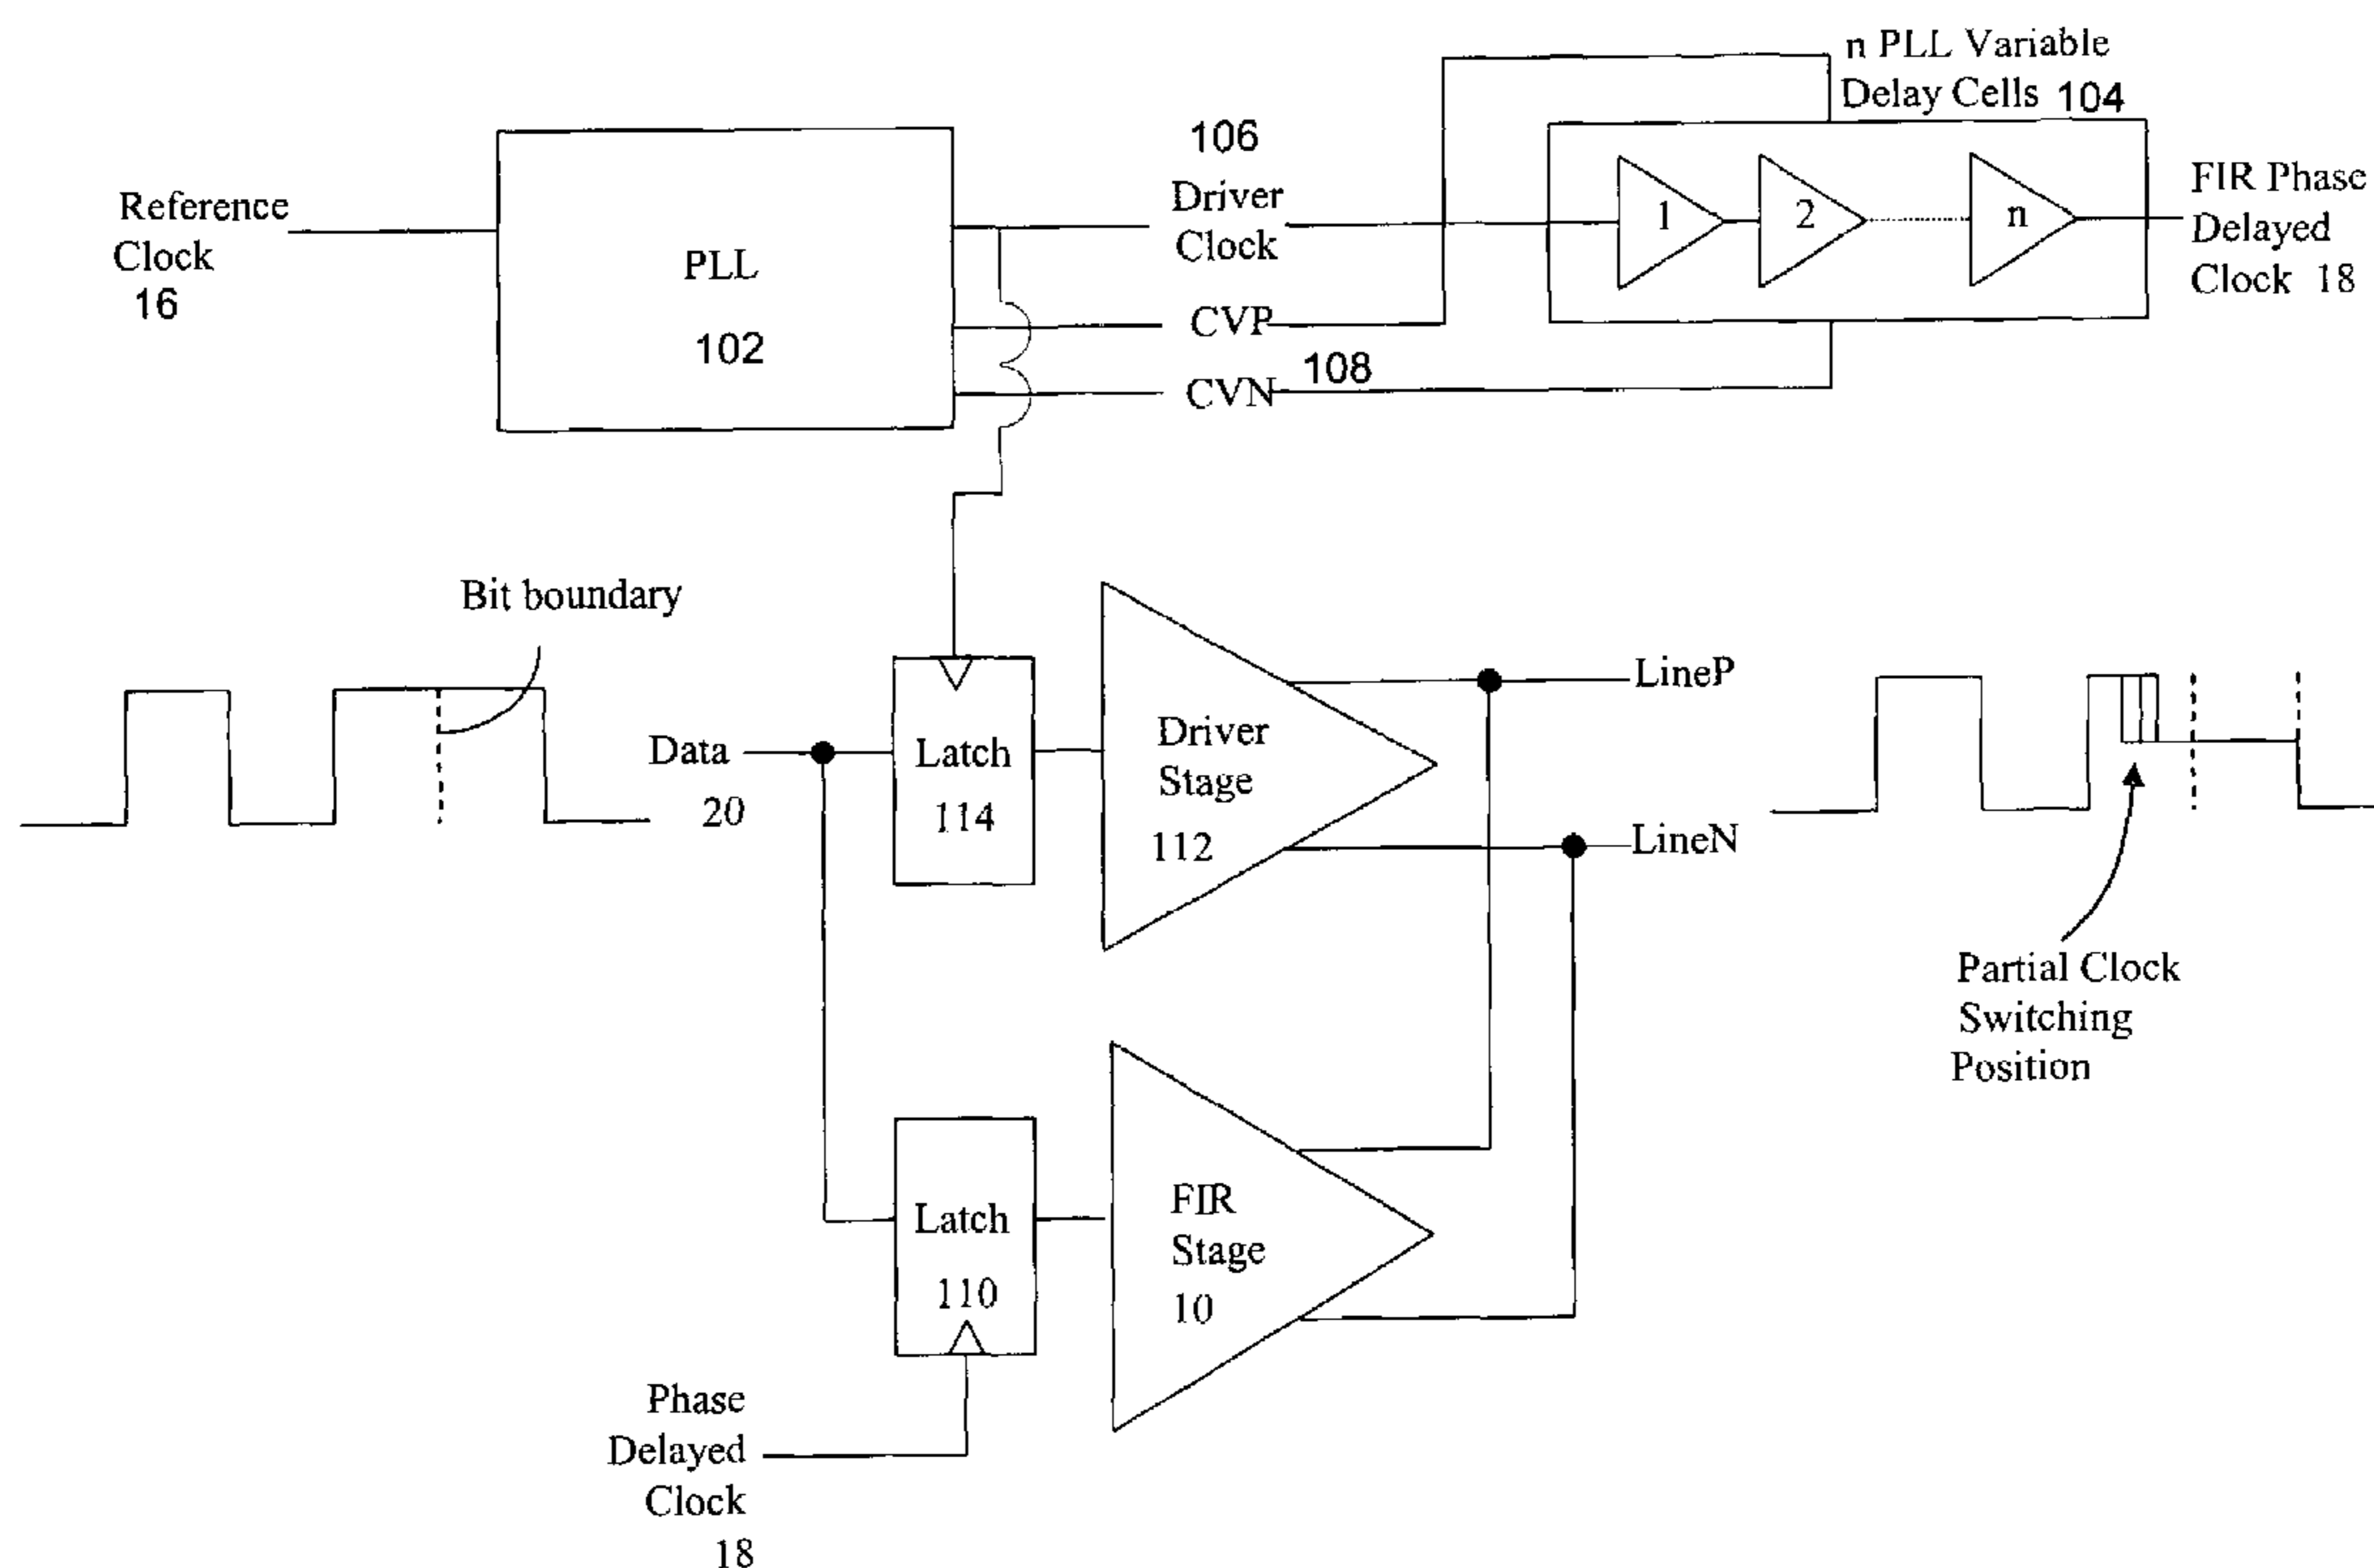 n PLL Variable
Delay Cells 104
106
Driver
Clock
Reference
Clock
16
PLL
102
1
2
n
FIR Phase
Delayed
Clock 18
CVP
108
CVN
Bit boundary
Data
20
Latch
114
Driver
Stage
112
LineP
LineN
Partial Clock
Switching
Position
Latch
110
FIR
Stage
10
Phase
Delayed
Clock
18